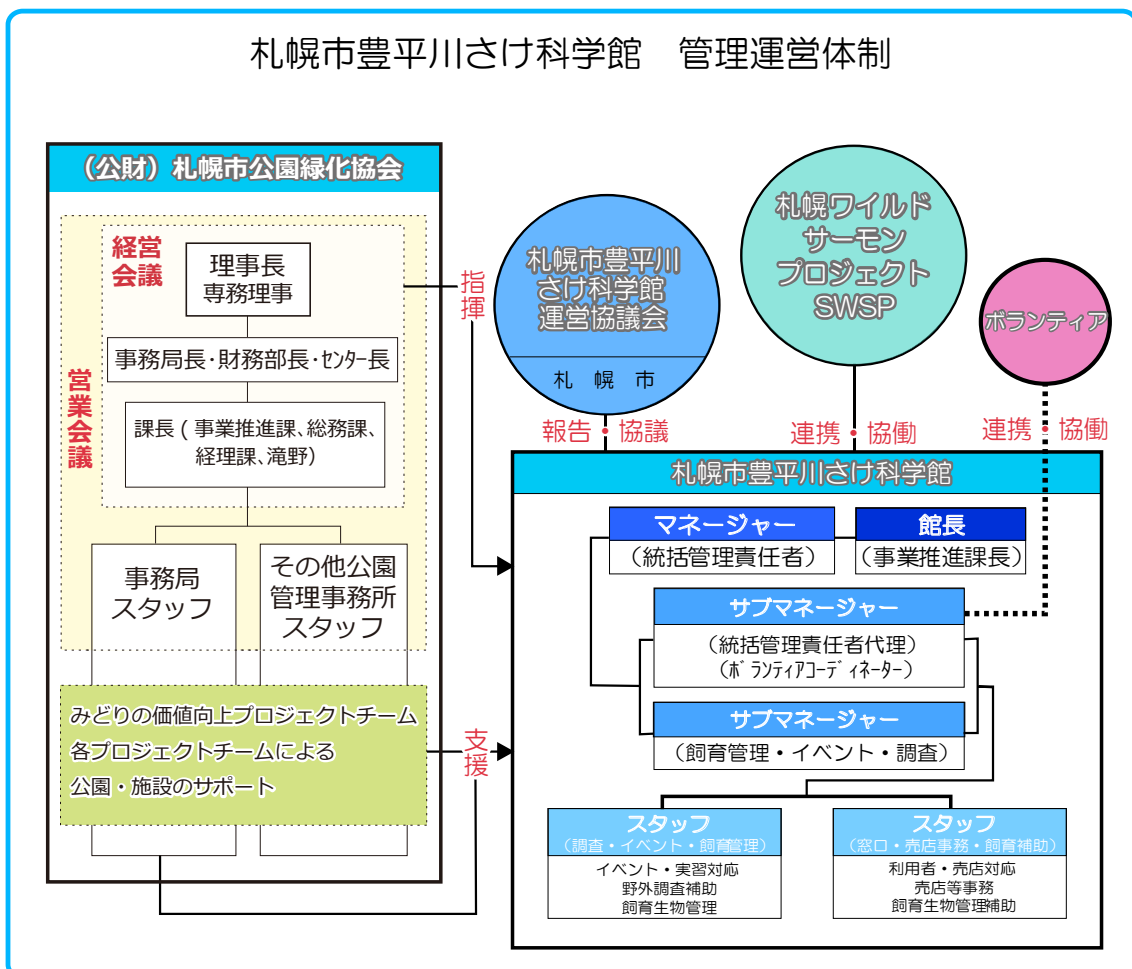 札幌市豊平川さけ科学館　管理運営体制
（公財）札幌市公園緑化協会
経営
会議
理事長
専務理事
事務局長・財務部長・ｾﾝﾀｰ長
営業会議
課長 ( 事業推進課、総務課、
経理課、滝野)
事務局
スタッフ
その他公園
管理事務所
スタッフ
みどりの価値向上プロジェクトチーム
各プロジェクトチームによる
公園・施設のサポート
指揮
支援
札幌市豊平川
さけ科学館
運営協議会
札　幌　市
報告・協議
札幌ワイルド
サーモン
プロジェクト
SWSP
連携・協働
ボランティア
連携・協働
札幌市豊平川さけ科学館
マネージャー
（統括管理責任者）
館長
（事業推進課長）
サブマネージャー
（統括管理責任者代理）
（ﾎﾞﾗﾝﾃｨｱｺｰﾃﾞｨﾈｰﾀｰ）
サブマネージャー
（飼育管理・イベント・調査）
スタッフ
（調査・イベント・飼育管理）
イベント・実習対応
野外調査補助
飼育生物管理
スタッフ
（窓口・売店事務・飼育補助）
利用者・売店対応
売店等事務
飼育生物管理補助